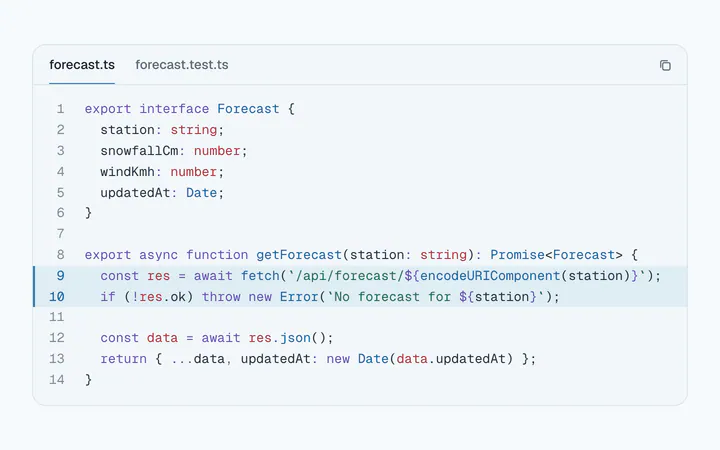 forecast.ts forecast.test.ts
1 export interface Forecast {
2   station: string;
3   snowfallCm: number;
4   windKmh: number;
5   updatedAt: Date;
6 }
7
8 export async function getForecast(station: string): Promise<Forecast> {
9   const res = await fetch(`/api/forecast/${encodeURIComponent(station)}`);
10   if (!res.ok) throw new Error(`No forecast for ${station}`);
11
12   const data = await res.json();
13   return { ...data, updatedAt: new Date(data.updatedAt) };
14 }